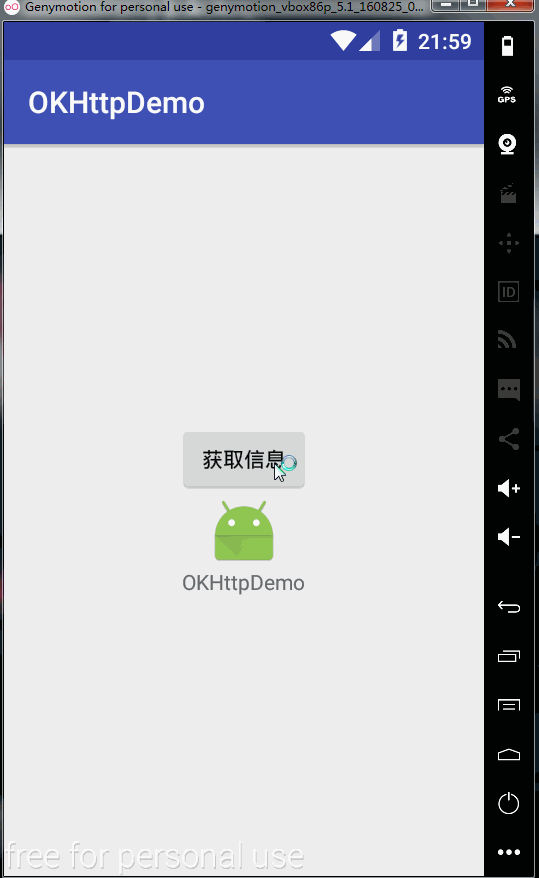 Genymotion for personal use - genymotion_vbox86p_5.1_160825_0...
21:59
OKHttpDemo
GPS
ID
获取信息
OKHttpDemo
free for personal use